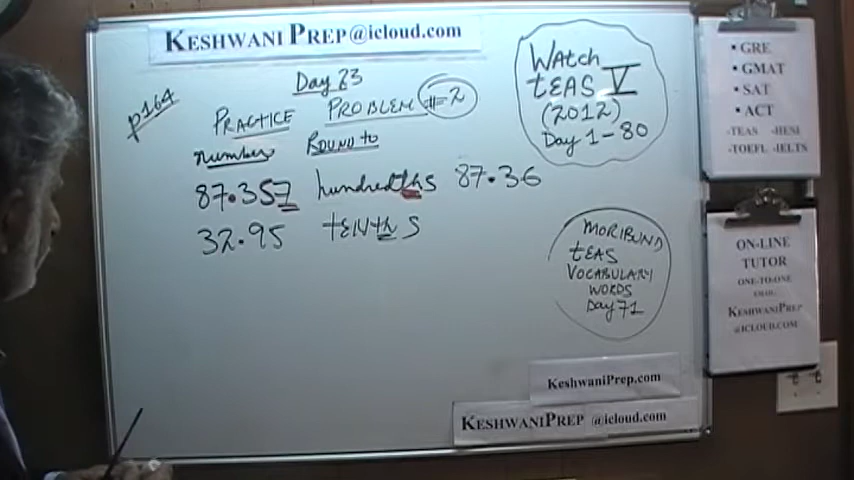 KESHWANI PREP@icloud.com
Day 23
p164
PRACTICE PROBLEM #2
number Round to
87.357 hundredths 87.36
32.95 tENths
WAtch
tEAS V
(2012)
Day 1-80
MORIBUND
tEAS
VOCABULARY
WORDS
Day 71
KESHWANIPREP.COM
KESHWANIPREP @icloud.com
• GRE
• GMAT
• SAT
• ACT
-TEAS -HESI
-TOEFL -IELTS
ON-LINE
TUTOR
ONE-TO-ONE
KESHWANIPREP
@ICLOUD.COM